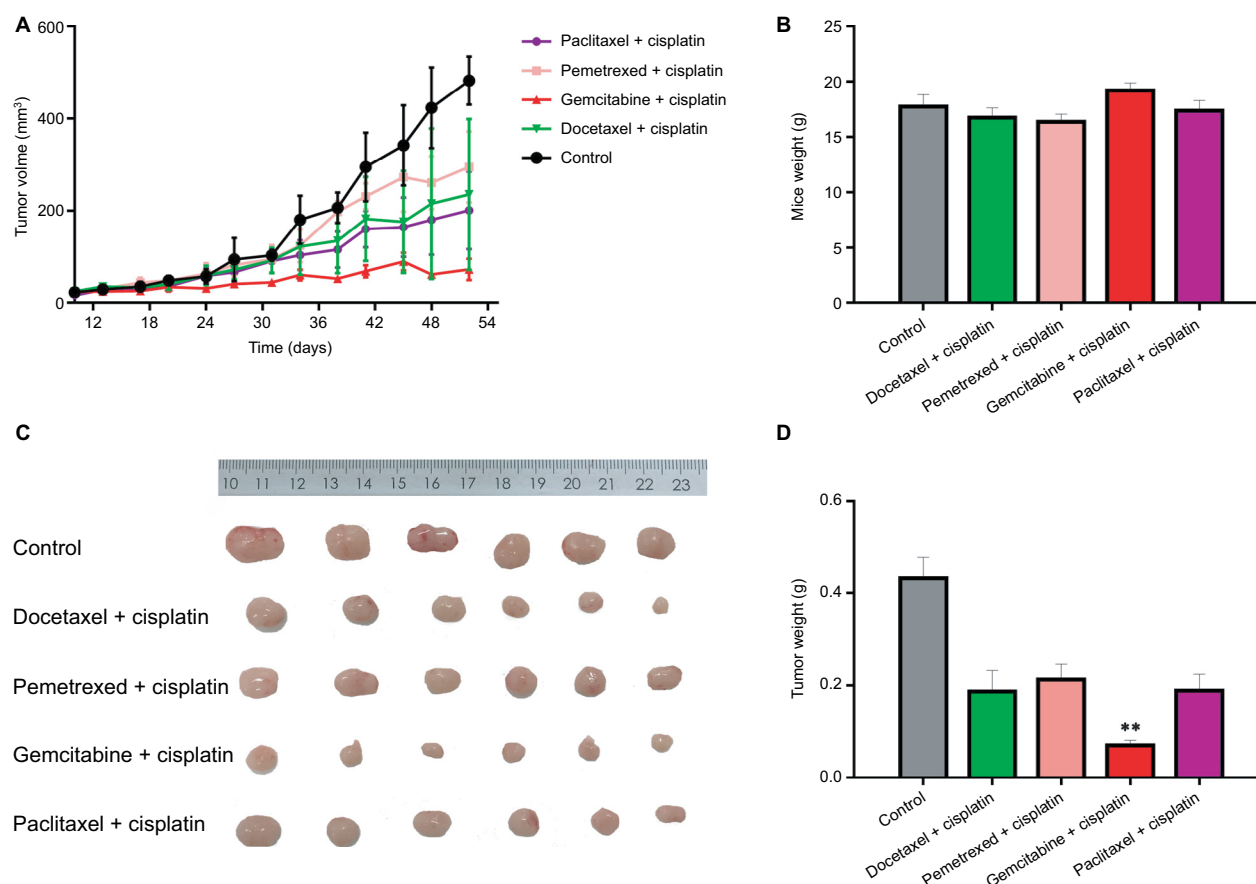 A
Tumor volme (mm³)
600
400
200
0
12 18 24 30 36 42 48 54
Time (days)
Paclitaxel + cisplatin
Pemetrexed + cisplatin
Gemcitabine + cisplatin
Docetaxel + cisplatin
Control
B
Mice weight (g)
25
20
15
10
5
0
Control
Docetaxel + cisplatin
Pemetrexed + cisplatin
Gemcitabine + cisplatin
Paclitaxel + cisplatin
C
10 11 12 13 14 15 16 17 18 19 20 21 22 23
Control
Docetaxel + cisplatin
Pemetrexed + cisplatin
Gemcitabine + cisplatin
Paclitaxel + cisplatin
D
Tumor weight (g)
0.6
0.4
0.2
0.0
**
Control
Docetaxel + cisplatin
Pemetrexed + cisplatin
Gemcitabine + cisplatin
Paclitaxel + cisplatin